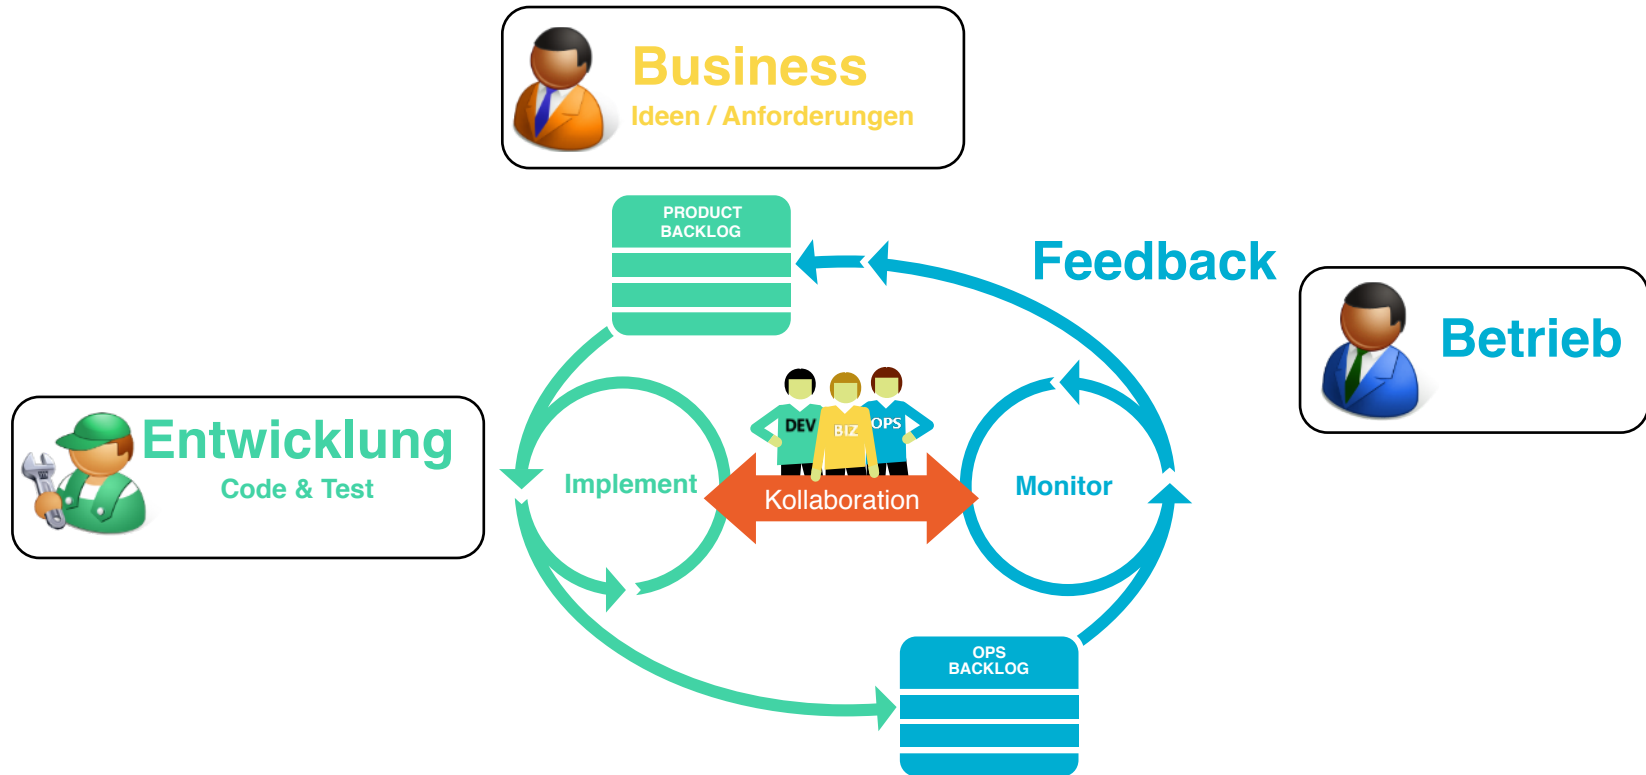 Business
Ideen / Anforderungen
PRODUCT
BACKLOG
Feedback
Betrieb
Entwicklung
Code & Test
DEV
BIZ
OPS
Implement
Kollaboration
Monitor
OPS
BACKLOG